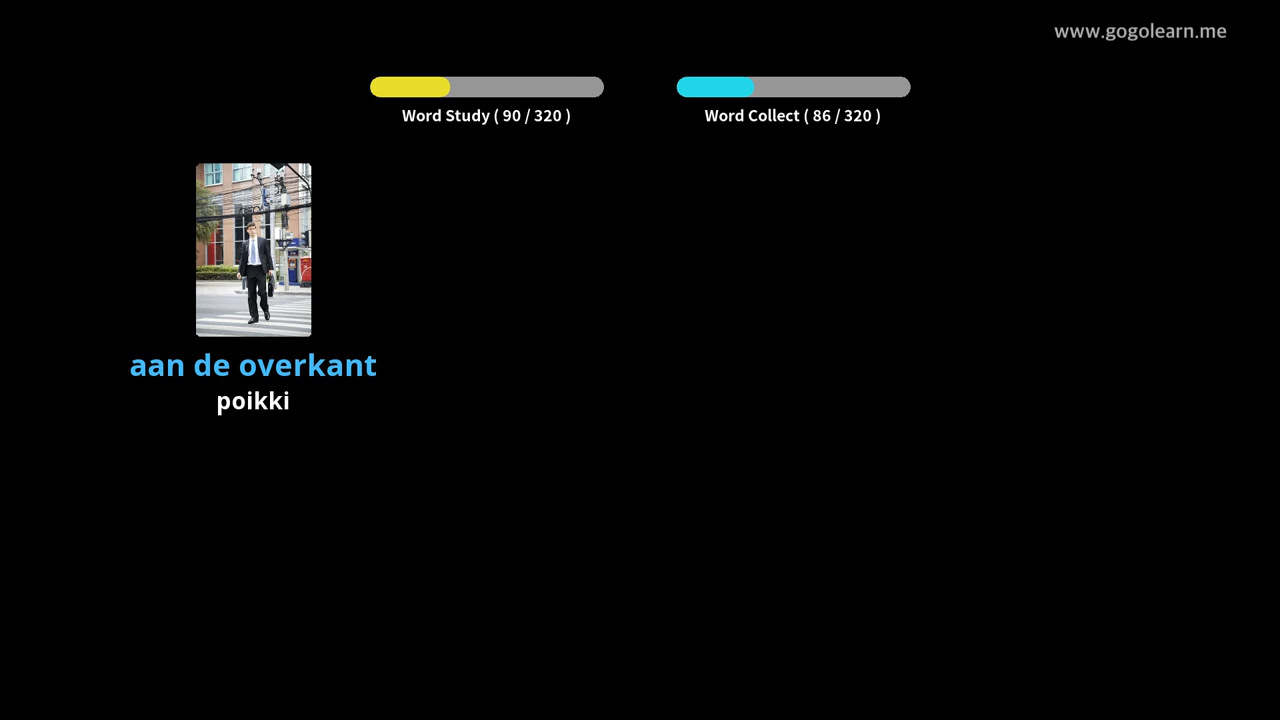 www.gogolearn.me
Word Study ( 90 / 320 )
Word Collect ( 86 / 320 )
aan de overkant
poikki